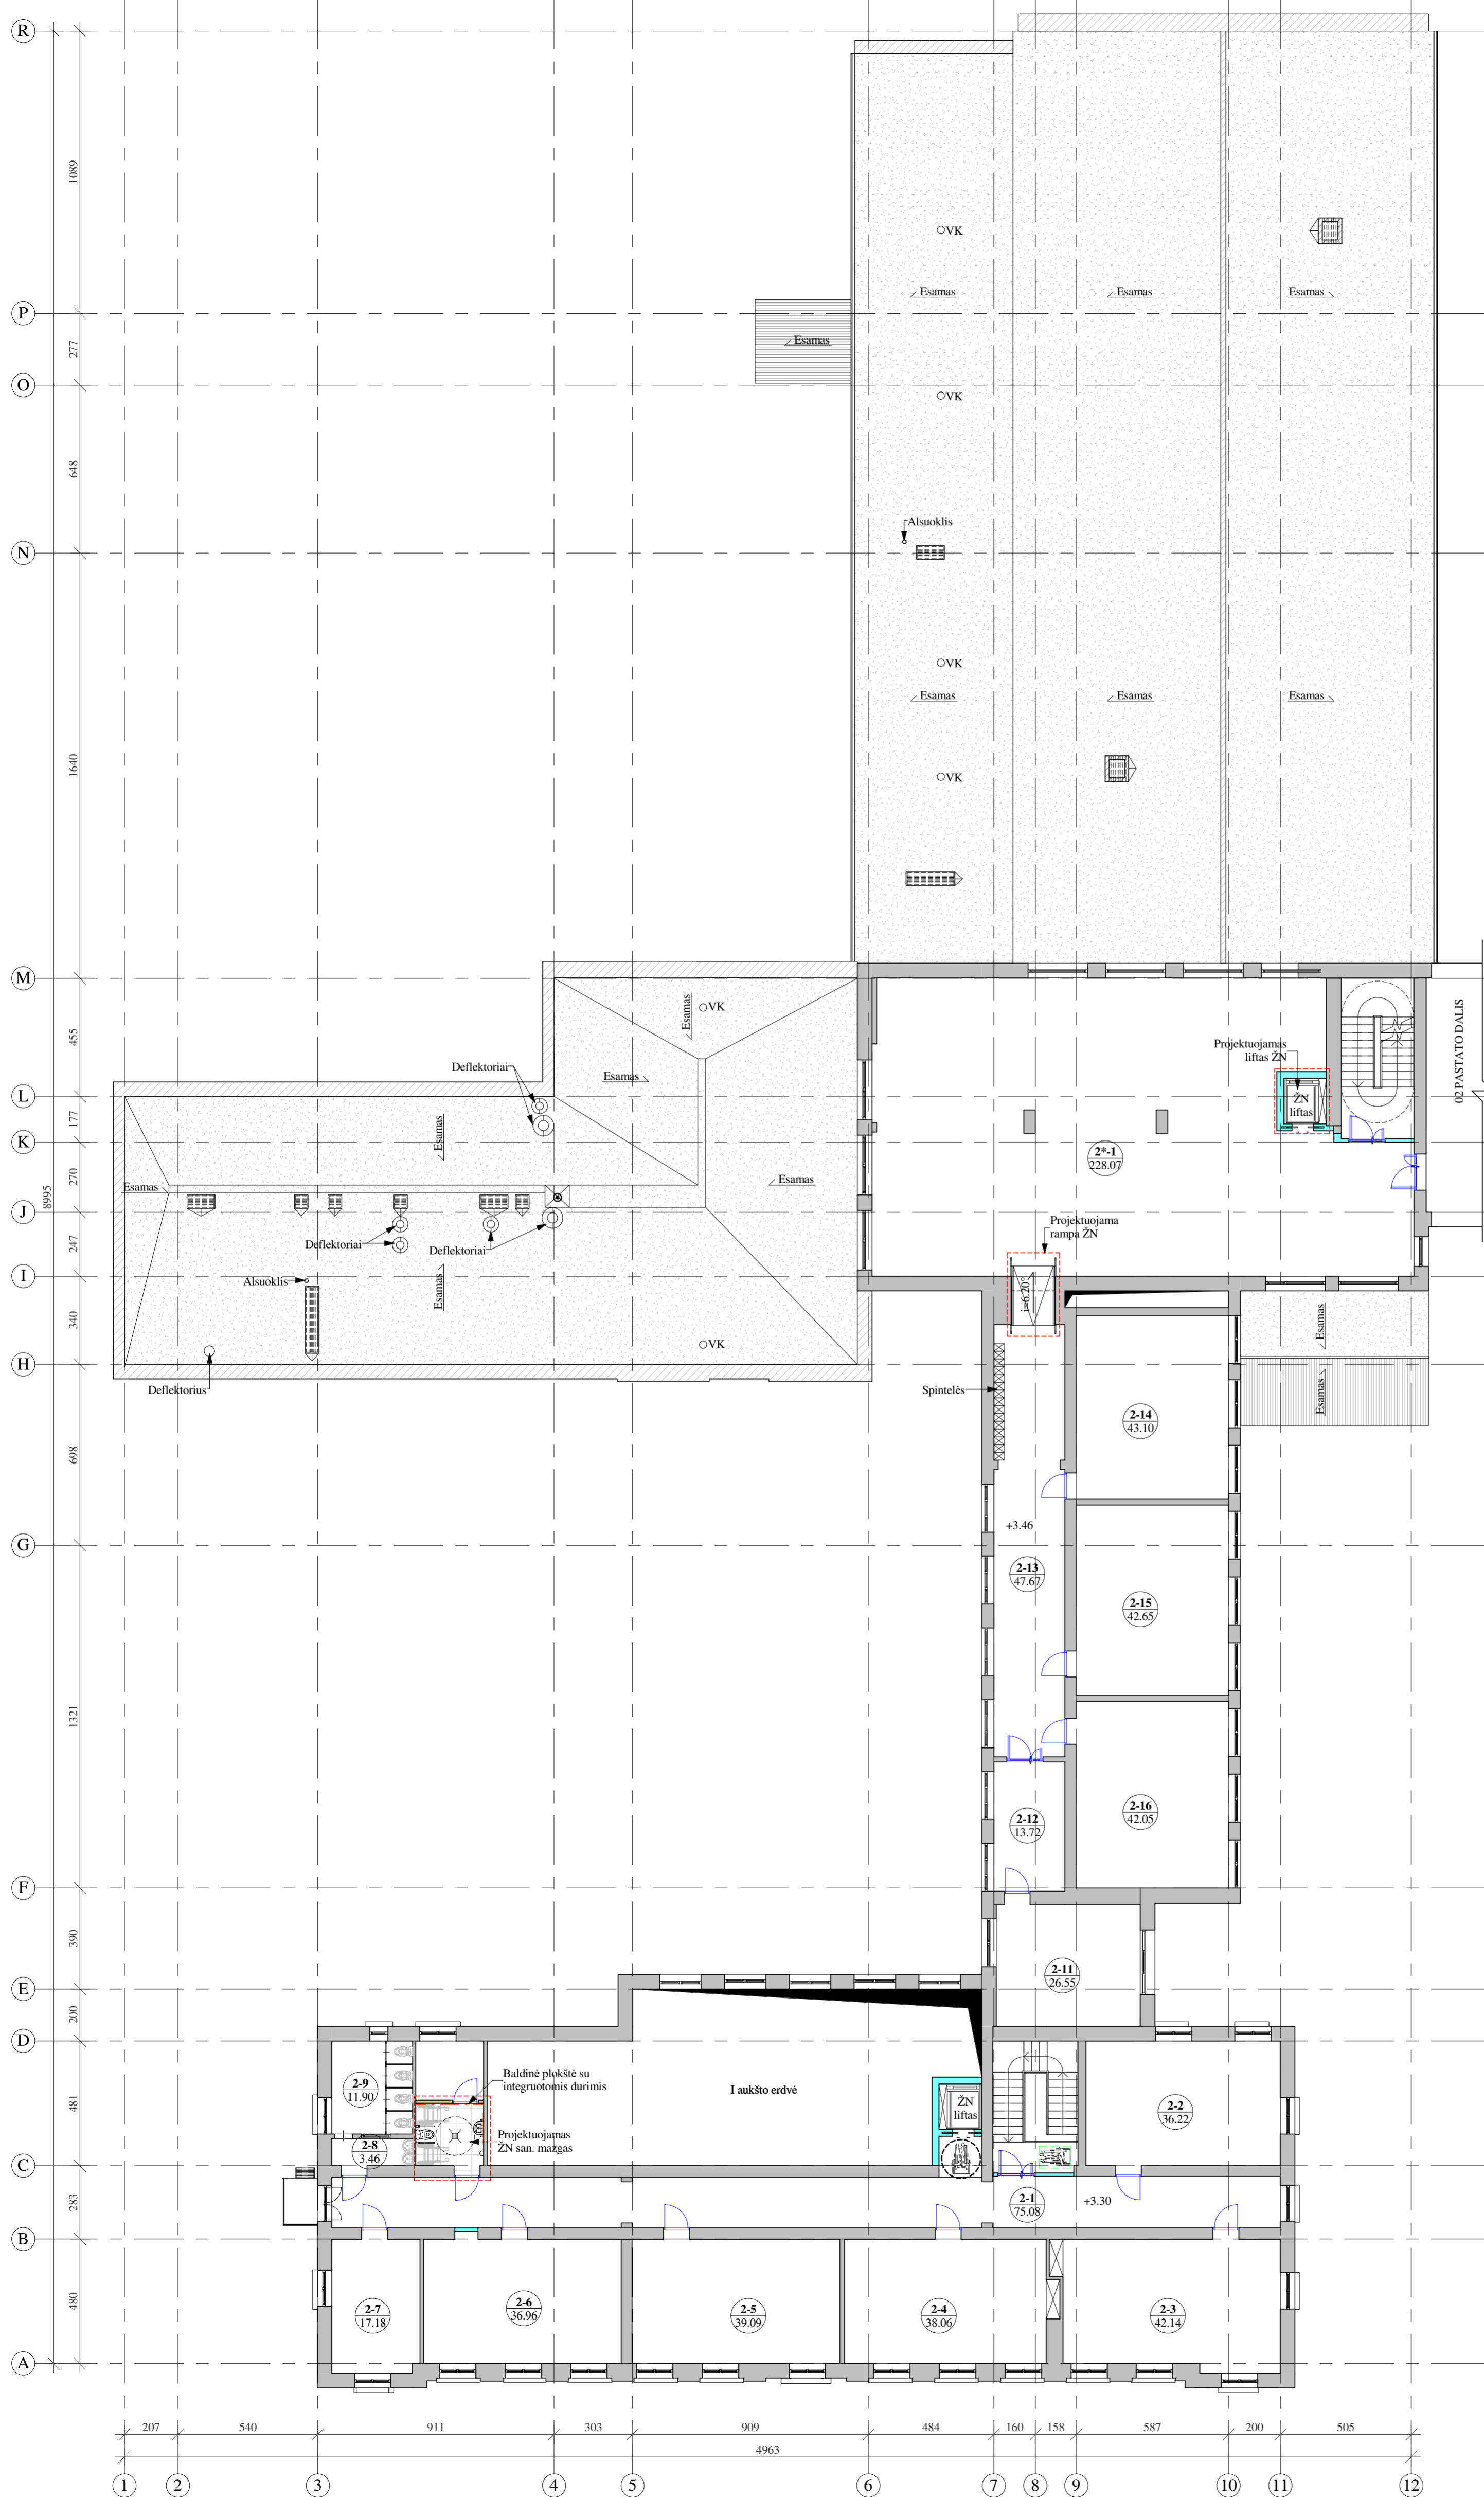 R
1089
VK
Esamas
Esamas
Esamas
P
277
Esamas
O
VK
648
Alsuoklis
N
VK
Esamas
Esamas
Esamas
1640
VK
M
VK
Esamas
455
Projektuojamas
liftas ŽN
02 PASTATO DALIS
Deflektoriai
Esamas
L
ŽN
liftas
177
Esamas
K
2*-1
228.07
270
Esamas
Esamas
8995
J
Projektuojama
rampa ŽN
247
Deflektoriai
Deflektoriai
I
Alsuoklis
Esamas
i=6.20°
Esamas
340
VK
H
Deflektorius
Spintelės
Esamas
2-14
43.10
698
+3.46
G
2-13
47.67
2-15
42.65
1321
2-12
13.72
2-16
42.05
F
390
2-11
26.55
E
200
D
Baldinė plokštė su
integruotomis durimis
2-9
11.90
I aukšto erdvė
ŽN
liftas
2-2
36.22
481
Projektuojamas
ŽN san. mazgas
2-8
3.46
C
283
2-1
75.08
+3.30
B
480
2-7
17.18
2-6
36.96
2-5
39.09
2-4
38.06
2-3
42.14
A
207
540
911
303
909
484
160
158
587
200
505
4963
1
2
3
4
5
6
7
8
9
10
11
12